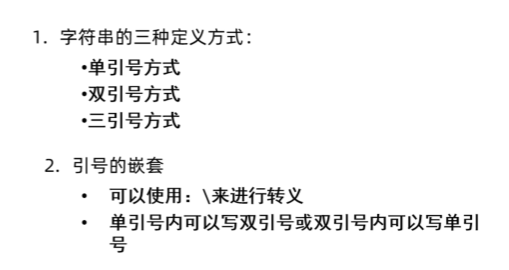 1. 字符串的三种定义方式：
•单引号方式
•双引号方式
•三引号方式
2. 引号的嵌套
• 可以使用：\来进行转义
• 单引号内可以写双引号或双引号内可以写单引
号